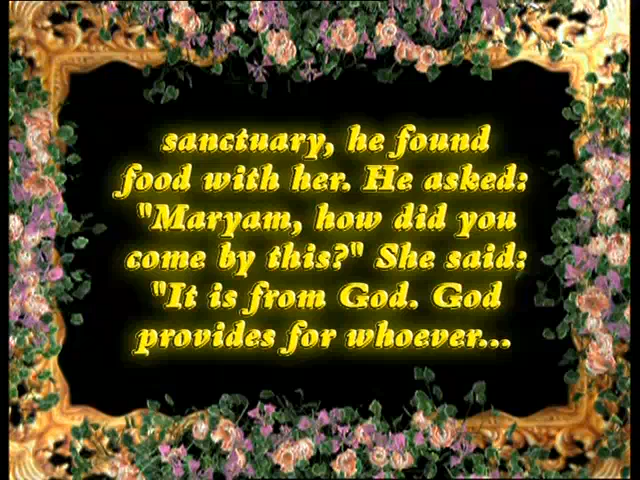 sanctuary, he found
food with her. He asked:
"Maryam, how did you
come by this?" She said:
"It is from God. God
provides for whoever...